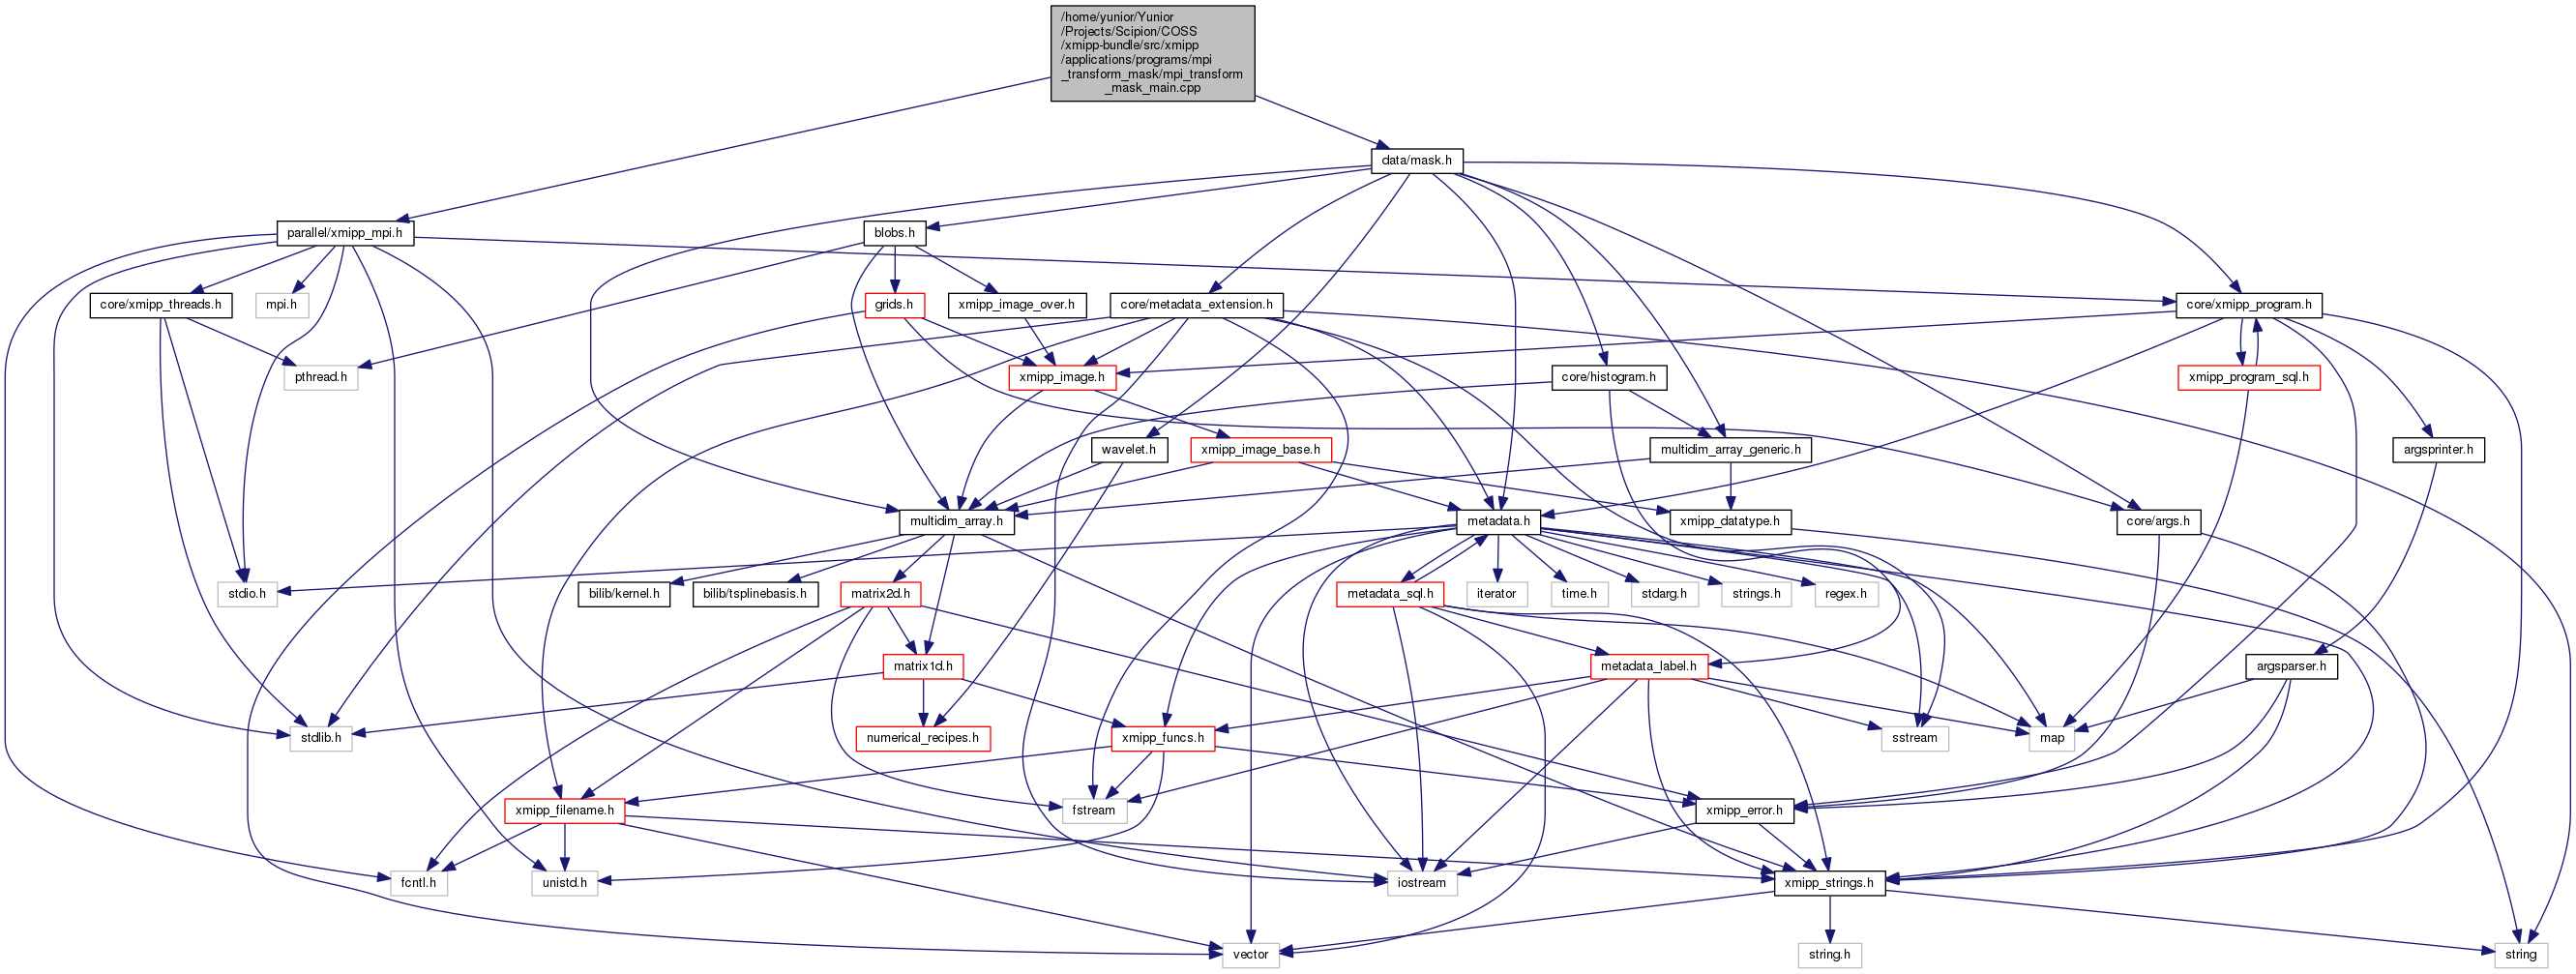 /home/yunior/Yunior
/Projects/Scipion/COSS
/xmipp-bundle/src/xmipp
/applications/programs/mpi
_transform_mask/mpi_transform
_mask_main.cpp
data/mask.h
parallel/xmipp_mpi.h
blobs.h
core/xmipp_threads.h
mpi.h
grids.h
xmipp_image_over.h
core/metadata_extension.h
core/xmipp_program.h
pthread.h
xmipp_image.h
core/histogram.h
xmipp_program_sql.h
wavelet.h
xmipp_image_base.h
multidim_array_generic.h
argsprinter.h
multidim_array.h
metadata.h
xmipp_datatype.h
core/args.h
stdio.h
bilib/kernel.h
bilib/tsplinebasis.h
matrix2d.h
metadata_sql.h
iterator
time.h
stdarg.h
strings.h
regex.h
matrix1d.h
metadata_label.h
argsparser.h
stdlib.h
numerical_recipes.h
xmipp_funcs.h
sstream
map
xmipp_filename.h
fstream
xmipp_error.h
fcntl.h
unistd.h
iostream
xmipp_strings.h
vector
string.h
string